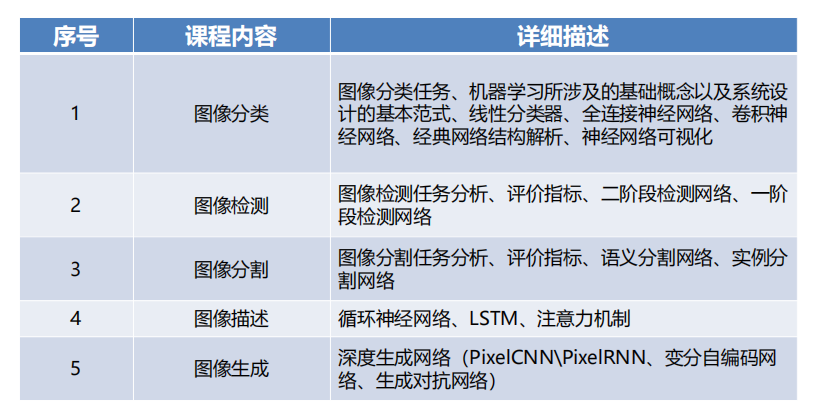 序号 课程内容 详细描述
1 图像分类 图像分类任务、机器学习所涉及的基础概念以及系统设
计的基本范式、线性分类器、全连接神经网络、卷积神
经网络、经典网络结构解析、神经网络可视化
2 图像检测 图像检测任务分析、评价指标、二阶段检测网络、一阶
段检测网络
3 图像分割 图像分割任务分析、评价指标、语义分割网络、实例分
割网络
4 图像描述 循环神经网络、LSTM、注意力机制
5 图像生成 深度生成网络（PixelCNN\PixelRNN、变分自编码网
络、生成对抗网络）